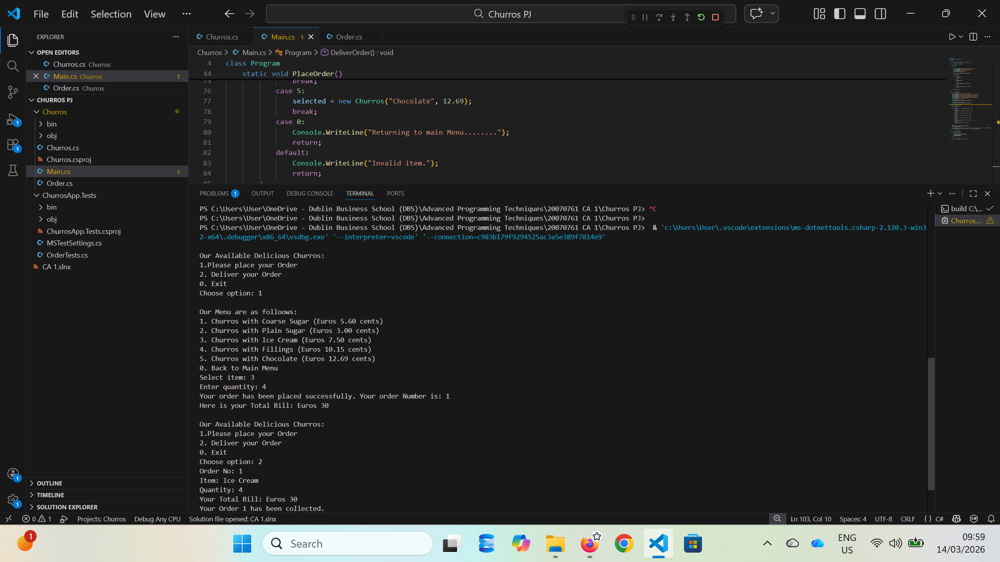 File Edit Selection View ···
Churros PJ
EXPLORER
OPEN EDITORS
Churros.cs Churros
Main.cs Churros 1
Order.cs Churros
CHURROS PJ
Churros
bin
obj
Churros.cs
Churros.csproj
Main.cs 1
Order.cs
ChurrosApp.Tests
bin
obj
ChurrosApp.Tests.csproj
MSTestSettings.cs
OrderTests.cs
CA 1.slnx
OUTLINE
TIMELINE
SOLUTION EXPLORER
1
1
1
1
Churros.cs Main.cs 1 Order.cs
Churros > Main.cs > Program > DeliverOrder() : void
4 class Program
44 static void PlaceOrder()
75 break;
76 case 5:
77 selected = new Churros("Chocolate", 12.69);
78 break;
79 case 0:
80 Console.WriteLine("Returning to main Menu........");
81 return;
82 default:
83 Console.WriteLine("Invalid item.");
84 return;
85 }
PROBLEMS 1 OUTPUT DEBUG CONSOLE TERMINAL PORTS
PS C:\Users\User\OneDrive - Dublin Business School (DBS)\Advanced Programming Techniques\20070761 CA 1\Churros PJ> ^C
PS C:\Users\User\OneDrive - Dublin Business School (DBS)\Advanced Programming Techniques\20070761 CA 1\Churros PJ>
PS C:\Users\User\OneDrive - Dublin Business School (DBS)\Advanced Programming Techniques\20070761 CA 1\Churros PJ>  & 'c:\Users\User\.vscode\extensions\ms-dotnettools.csharp-2.120.3-win3
2-x64\.debugger\x86_64\vsdbg.exe' '--interpreter=vscode' '--connection=c983b179f9294525ac3a5e389f7814e9'
Our Available Delicious Churros:
1.Please place your Order
2. Deliver your Order
0. Exit
Choose option: 1
Our Menu are as folloows:
1. Churros with Coarse Sugar (Euros 5.60 cents)
2. Churros with Plain Sugar (Euros 3.00 cents)
3. Churros with Ice Cream (Euros 7.50 cents)
4. Churros with Fillings (Euros 10.15 cents)
5. Churros with Chocolate (Euros 12.69 cents)
0. Back to Main Menu
Select item: 3
Enter quantity: 4
Your order has been placed successfully. Your order Number is: 1
Here is your Total Bill: Euros 30
Our Available Delicious Churros:
1.Please place your Order
2. Deliver your Order
0. Exit
Choose option: 2
Order No: 1
Item: Ice Cream
Quantity: 4
Your Total Bill: Euros 30
Your Order 1 has been collected.
build C:\...
Churros....
0 1 Projects: Churros Debug Any CPU Solution file opened: CA 1.slnx
Ln 103, Col 10 Spaces: 4 UTF-8 CRLF { } C#
1
Search
ENG
US
09:59
14/03/2026